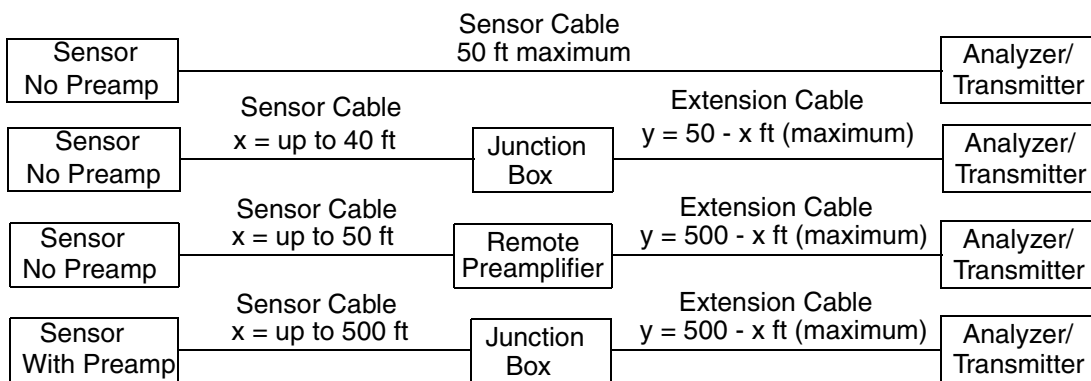 Sensor Cable
50 ft maximum
Sensor
No Preamp
Analyzer/
Transmitter
Sensor Cable
x = up to 40 ft
Extension Cable
y = 50 - x ft (maximum)
Sensor
No Preamp
Junction
Box
Analyzer/
Transmitter
Sensor Cable
x = up to 50 ft
Extension Cable
y = 500 - x ft (maximum)
Sensor
No Preamp
Remote
Preamplifier
Analyzer/
Transmitter
Sensor Cable
x = up to 500 ft
Extension Cable
y = 500 - x ft (maximum)
Sensor
With Preamp
Junction
Box
Analyzer/
Transmitter